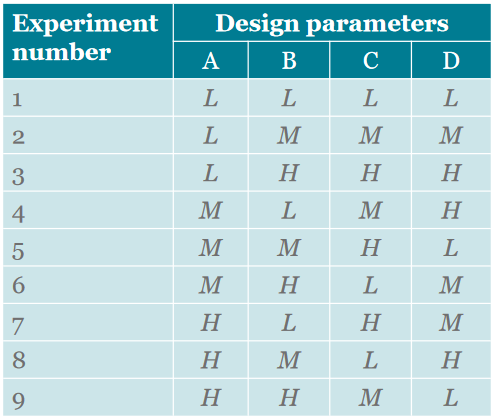 Experiment number Design parameters
A B C D
1 L L L L
2 L M M M
3 L H H H
4 M L M H
5 M M H L
6 M H L M
7 H L H M
8 H M L H
9 H H M L